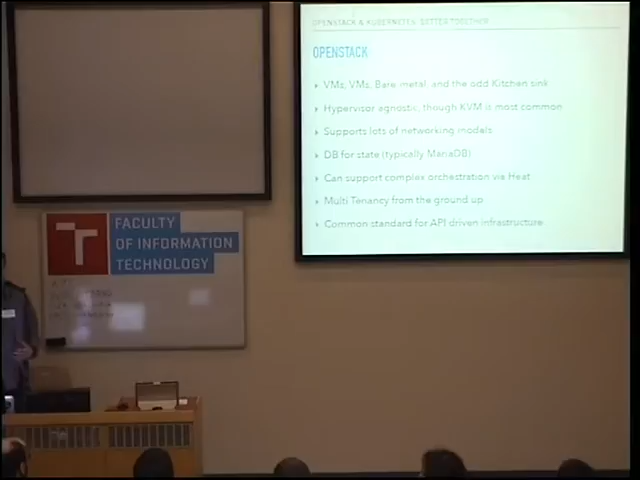 OPENSTACK & KUBERNETES: BETTER TOGETHER
OPENSTACK
VMs, VMs, Bare metal, and the odd Kitchen sink
Hypervisor agnostic, though KVM is most common
Supports lots of networking models
DB for state (typically MariaDB)
Can support complex orchestration via Heat
Multi Tenancy from the ground up
Common standard for API driven infrastructure
FACULTY
OF INFORMATION
TECHNOLOGY